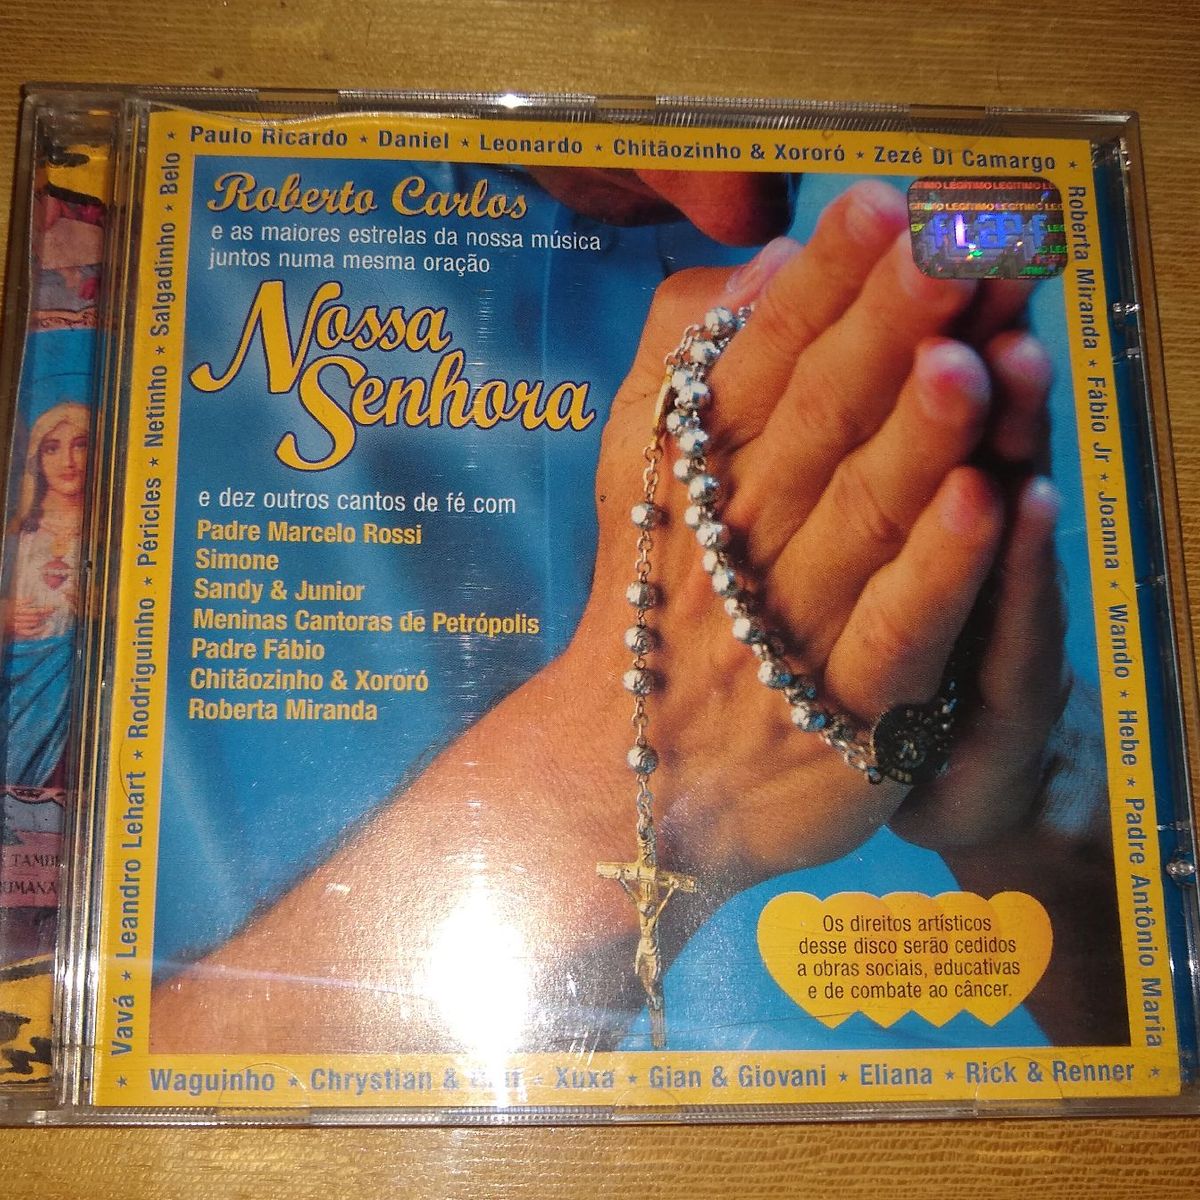 ★ Paulo Ricardo ★ Daniel ★ Leonardo ★ Chitãozinho & Xororó ★ Zezé Di Camargo ★
Roberta Miranda ★ Fábio Jr ★ Joanna ★ Wando ★ Hebe ★ Padre Antônio Maria ★
Roberto Carlos
e as maiores estrelas da nossa música
juntos numa mesma oração
Nossa
Senhora
e dez outros cantos de fé com
Padre Marcelo Rossi
Simone
Sandy & Junior
Meninas Cantoras de Petrópolis
Padre Fábio
Chitãozinho & Xororó
Roberta Miranda
Os direitos artísticos
desse disco serão cedidos
a obras sociais, educativas
e de combate ao câncer.
★ Vavá ★ Leandro Lehart ★ Rodriguinho ★ Péricles ★ Netinho ★ Salgadinho ★ Belo
Waguinho ★ Chrystian & ★ Xuxa ★ Gian & Giovani ★ Eliana ★ Rick & Renner ★
LEGÍTIMO LEGÍTIMO LEGÍTIMO